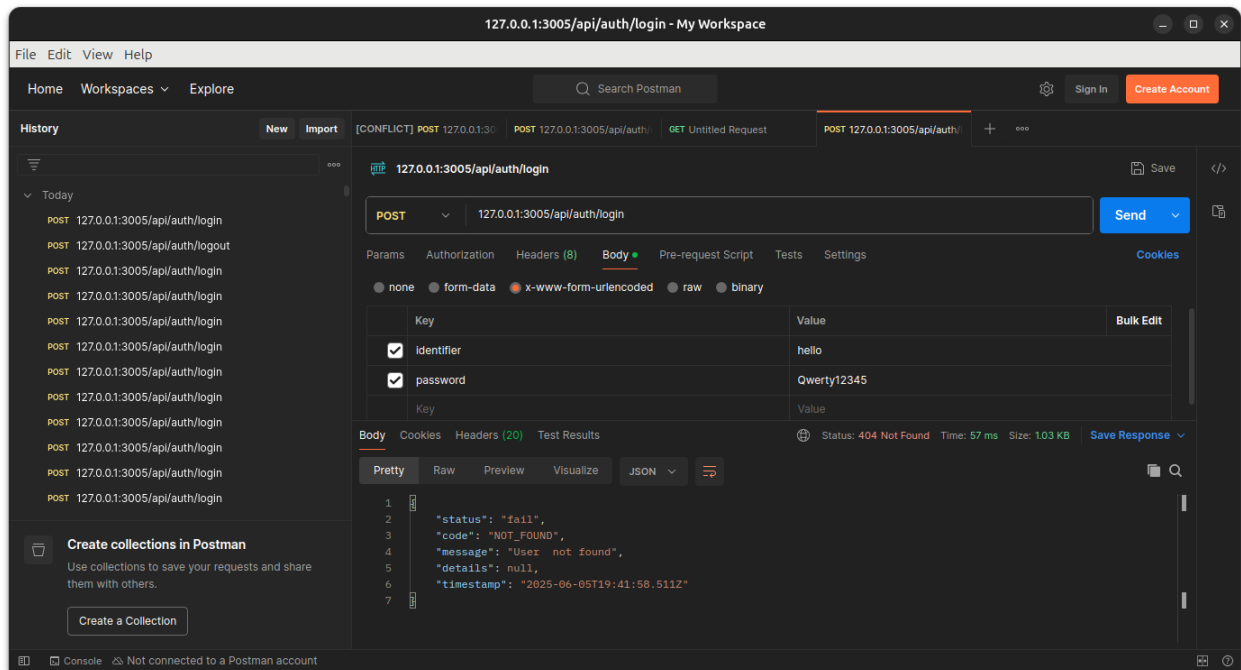 127.0.0.1:3005/api/auth/login - My Workspace
File Edit View Help
Home Workspaces Explore
Search Postman
Sign In
Create Account
History
New
Import
[CONFLICT] POST 127.0.0.1:30
POST 127.0.0.1:3005/api/auth/
GET Untitled Request
POST 127.0.0.1:3005/api/auth/l
HTTP 127.0.0.1:3005/api/auth/login
Save
Today
POST 127.0.0.1:3005/api/auth/login
POST 127.0.0.1:3005/api/auth/logout
POST 127.0.0.1:3005/api/auth/login
POST 127.0.0.1:3005/api/auth/login
POST 127.0.0.1:3005/api/auth/login
POST 127.0.0.1:3005/api/auth/login
POST 127.0.0.1:3005/api/auth/login
POST 127.0.0.1:3005/api/auth/login
POST 127.0.0.1:3005/api/auth/login
POST 127.0.0.1:3005/api/auth/login
POST 127.0.0.1:3005/api/auth/login
POST 127.0.0.1:3005/api/auth/login
Create collections in Postman
Use collections to save your requests and share
them with others.
Create a Collection
POST 127.0.0.1:3005/api/auth/login
Send
Params Authorization Headers (8) Body Pre-request Script Tests Settings
Cookies
none form-data x-www-form-urlencoded raw binary
Key Value Bulk Edit
identifier hello
password Qwerty12345
Key Value
Body Cookies Headers (20) Test Results
Status: 404 Not Found Time: 57 ms Size: 1.03 KB Save Response
Pretty Raw Preview Visualize JSON
1 {
2 "status": "fail",
3 "code": "NOT_FOUND",
4 "message": "User  not found",
5 "details": null,
6 "timestamp": "2025-06-05T19:41:58.511Z"
7 }
Console Not connected to a Postman account